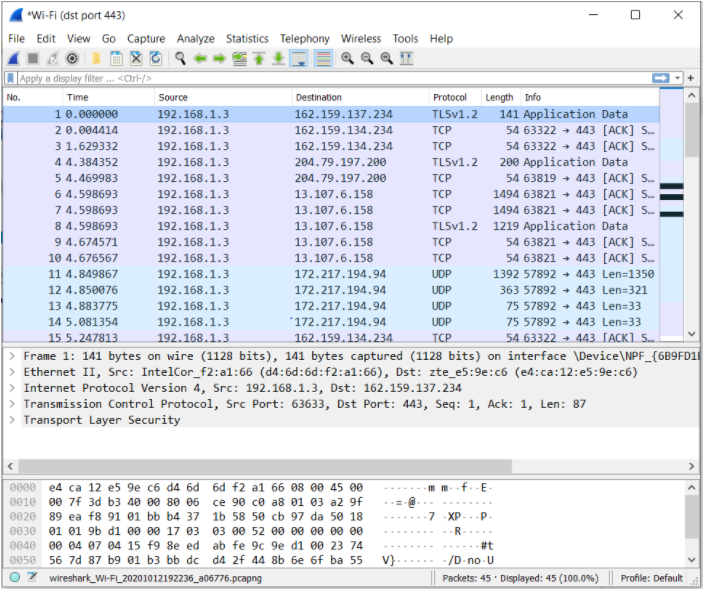 *Wi-Fi (dst port 443)
File Edit View Go Capture Analyze Statistics Telephony Wireless Tools Help
Apply a display filter ... <Ctrl-/>
No. Time Source Destination Protocol Length Info
1 0.000000 192.168.1.3 162.159.137.234 TLSv1.2 141 Application Data
2 0.004414 192.168.1.3 162.159.134.234 TCP 54 63322 → 443 [ACK] S...
3 1.629332 192.168.1.3 162.159.134.234 TCP 54 63322 → 443 [ACK] S...
4 4.384352 192.168.1.3 204.79.197.200 TLSv1.2 200 Application Data
5 4.469983 192.168.1.3 204.79.197.200 TCP 54 63819 → 443 [ACK] S...
6 4.598693 192.168.1.3 13.107.6.158 TCP 1494 63821 → 443 [ACK] S...
7 4.598693 192.168.1.3 13.107.6.158 TCP 1494 63821 → 443 [ACK] S...
8 4.598693 192.168.1.3 13.107.6.158 TLSv1.2 1219 Application Data
9 4.674571 192.168.1.3 13.107.6.158 TCP 54 63821 → 443 [ACK] S...
10 4.676567 192.168.1.3 13.107.6.158 TCP 54 63821 → 443 [ACK] S...
11 4.849867 192.168.1.3 172.217.194.94 UDP 1392 57892 → 443 Len=1350
12 4.850076 192.168.1.3 172.217.194.94 UDP 363 57892 → 443 Len=321
13 4.883775 192.168.1.3 172.217.194.94 UDP 75 57892 → 443 Len=33
14 5.081354 192.168.1.3 172.217.194.94 UDP 75 57892 → 443 Len=33
15 5.247813 192.168.1.3 162.159.134.234 TCP 54 63322 → 443 [ACK] S...
Frame 1: 141 bytes on wire (1128 bits), 141 bytes captured (1128 bits) on interface \Device\NPF_{6B9FD1
Ethernet II, Src: IntelCor_f2:a1:66 (d4:6d:6d:f2:a1:66), Dst: zte_e5:9e:c6 (e4:ca:12:e5:9e:c6)
Internet Protocol Version 4, Src: 192.168.1.3, Dst: 162.159.137.234
Transmission Control Protocol, Src Port: 63633, Dst Port: 443, Seq: 1, Ack: 1, Len: 87
Transport Layer Security
0000 e4 ca 12 e5 9e c6 d4 6d 6d f2 a1 66 08 00 45 00 ·······m m··f··E·
0010 00 7f 3d b3 40 00 80 06 ce 90 c0 a8 01 03 a2 9f ··=·@··· ········
0020 89 ea f8 91 01 bb b4 37 1b 58 50 cb 97 da 50 18 ·······7 ·XP···P·
0030 01 01 9b d1 00 00 17 03 03 00 52 00 00 00 00 00 ········ ··R·····
0040 00 04 07 04 15 f9 8e ed ab fe 9c 9e d1 00 23 74 ········ ······#t
0050 56 7d 87 b9 01 b3 bb dc d4 2f 44 8b 6e 6f ba 55 V}······ ·/D·no·U
wireshark_Wi-Fi_20201012192236_a06776.pcapng Packets: 45 · Displayed: 45 (100.0%) Profile: Default